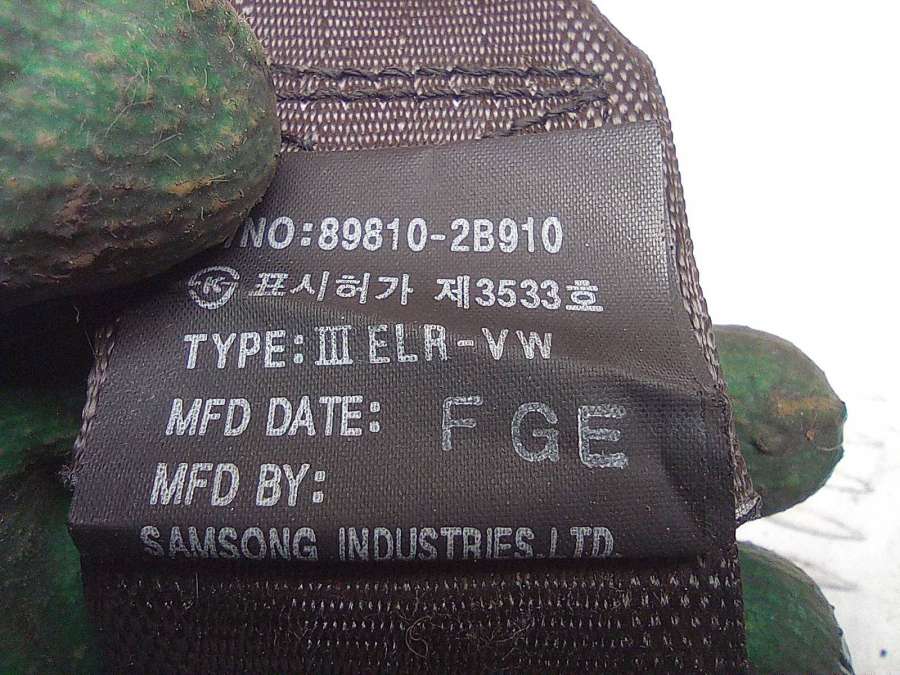 /NO:89810-2B910
KS 표시허가 제3533호
TYPE:III ELR-VW
MFD DATE: FGE
MFD BY:
SAMSONG INDUSTRIES.LTD.